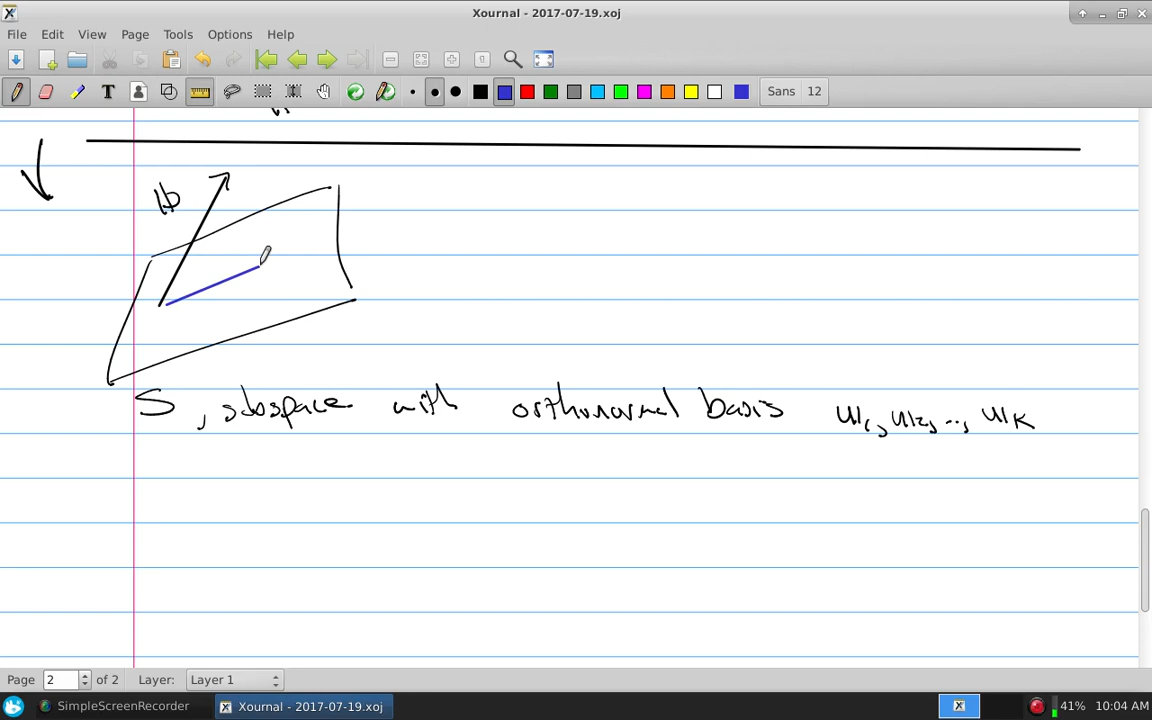 Xournal - 2017-07-19.xoj
File Edit View Page Tools Options Help
Sans 12
b
S, subspace with orthonormal basis u1, u2, .., uk
Page 2 of 2 Layer: Layer 1
SimpleScreenRecorder Xournal - 2017-07-19.xoj 41% 10:04 AM